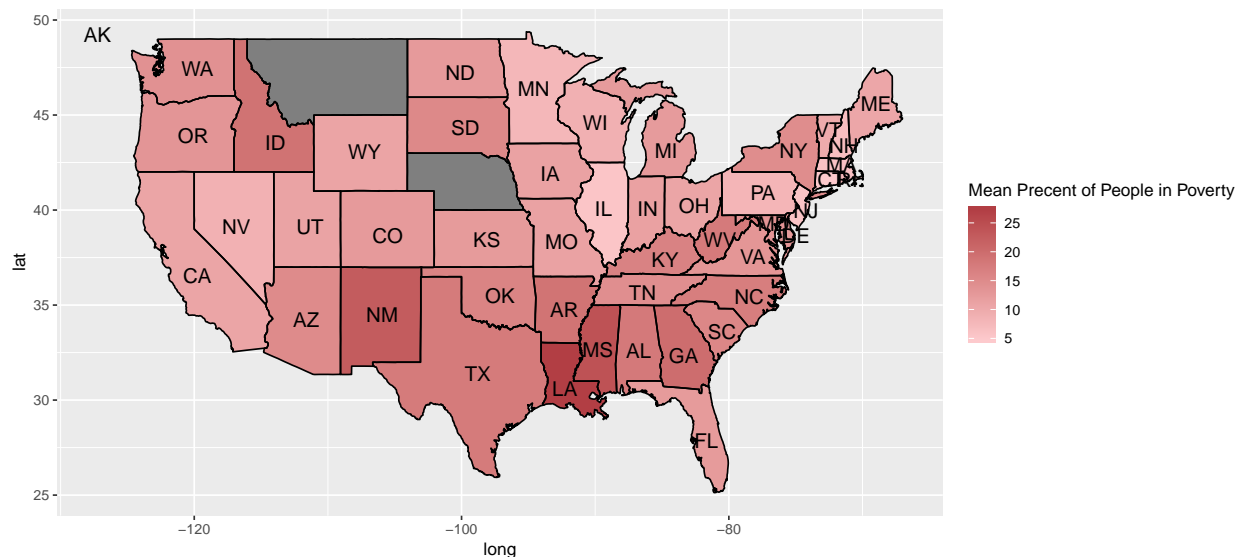 50
AK
WA
ND
MN
ME
45
OR
ID
SD
WI
MI
VT
NH
NY
WY
MA
IA
PA
40
NV
UT
CO
IL
IN
OH
NJ
KS
MO
WV
DE
CA
KY
VA
lat
OK
TN
NC
35
AZ
NM
AR
SC
MS
AL
GA
TX
LA
30
FL
25
−120
−100
−80
long
Mean Precent of People in Poverty
25
20
15
10
5